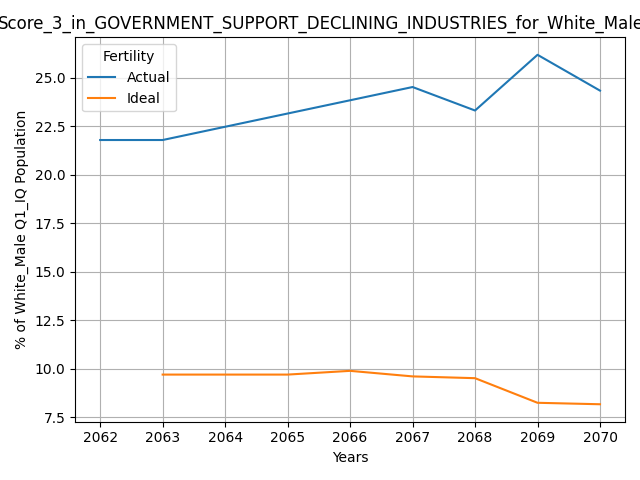 Score_3_in_GOVERNMENT_SUPPORT_DECLINING_INDUSTRIES_for_White_Male
Fertility
Actual
Ideal
25.0
22.5
20.0
17.5
15.0
12.5
10.0
7.5
% of White_Male Q1_IQ Population
2062 2063 2064 2065 2066 2067 2068 2069 2070
Years